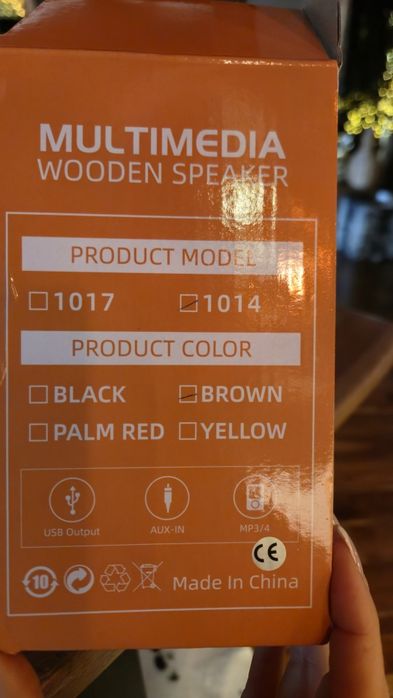 MULTIMEDIA
WOODEN SPEAKER
PRODUCT MODEL
1017 1014
PRODUCT COLOR
BLACK BROWN
PALM RED YELLOW
USB Output AUX-IN MP3/4
CE
10 Made In China